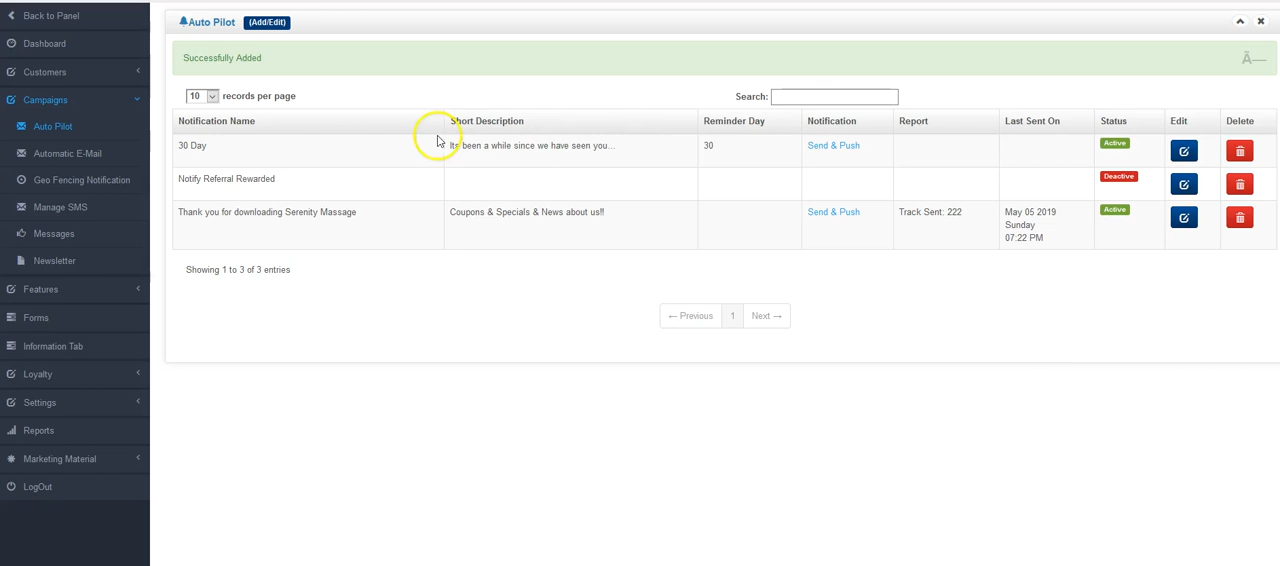 Back to Panel
Dashboard
Customers
Campaigns
Auto Pilot
Automatic E-Mail
Geo Fencing Notification
Manage SMS
Messages
Newsletter
Features
Forms
Information Tab
Loyalty
Settings
Reports
Marketing Material
LogOut
Auto Pilot (Add/Edit)
Successfully Added Ã—
10 records per page Search:
Notification Name Short Description Reminder Day Notification Report Last Sent On Status Edit Delete
30 Day Its been a while since we have seen you... 30 Send & Push Active
Notify Referral Rewarded Deactive
Thank you for downloading Serenity Massage Coupons & Specials & News about us!! Send & Push Track Sent: 222 May 05 2019 Active
Sunday
07:22 PM
Showing 1 to 3 of 3 entries
← Previous 1 Next →